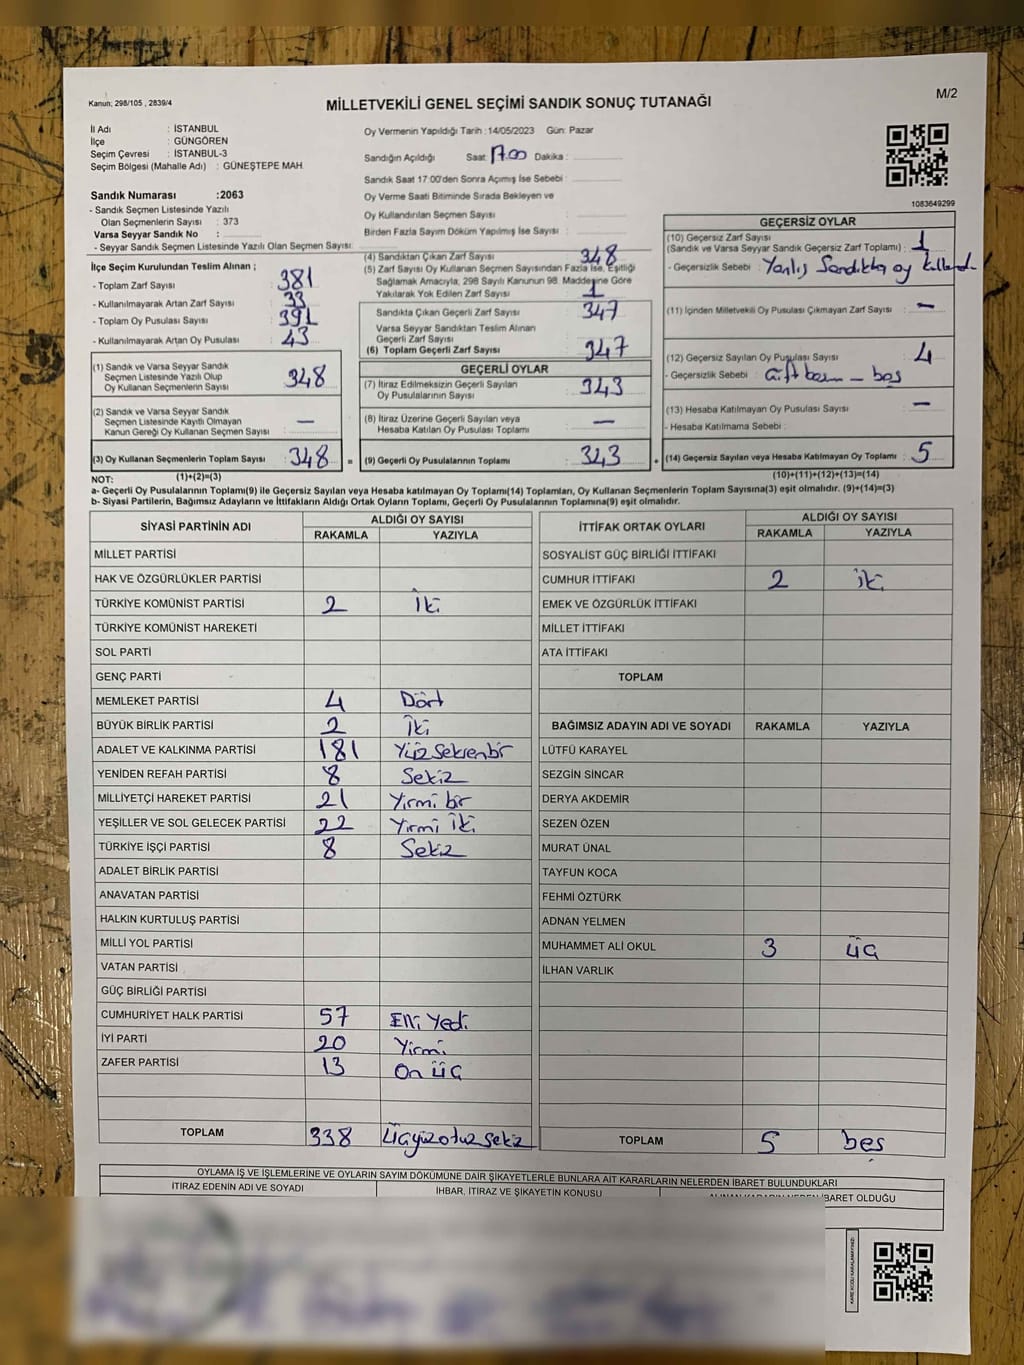 Kanun; 298/105 , 2839/4
MİLLETVEKİLİ GENEL SEÇİMİ SANDIK SONUÇ TUTANAĞI
M/2
İl Adı : İSTANBUL
İlçe : GÜNGÖREN
Seçim Çevresi : İSTANBUL-3
Seçim Bölgesi (Mahalle Adı) : GÜNEŞTEPE MAH.
Sandık Numarası :2063
- Sandık Seçmen Listesinde Yazılı
Olan Seçmenlerin Sayısı : 373
Varsa Seyyar Sandık No :
- Seyyar Sandık Seçmen Listesinde Yazılı Olan Seçmen Sayısı:
Oy Vermenin Yapıldığı Tarih :14/05/2023 Gün: Pazar
Sandığın Açıldığı Saat: 17.00 Dakika :
Sandık Saat 17:00'den Sonra Açımış İse Sebebi :
Oy Verme Saati Bitiminde Sırada Bekleyen ve
Oy Kullandırılan Seçmen Sayısı :
Birden Fazla Sayım Döküm Yapılmış İse Sayısı :
1083649299
İlçe Seçim Kurulundan Teslim Alınan ;
- Toplam Zarf Sayısı : 381
- Kullanılmayarak Artan Zarf Sayısı : 33
- Toplam Oy Pusulası Sayısı : 391
- Kullanılmayarak Artan Oy Pusulası : 43
(1) Sandık ve Varsa Seyyar Sandık
Seçmen Listesinde Yazılı Olup
Oy Kullanan Seçmenlerin Sayısı : 348
(2) Sandık ve Varsa Seyyar Sandık
Seçmen Listesinde Kayıtlı Olmayan
Kanun Gereği Oy Kullanan Seçmen Sayısı : —
(3) Oy Kullanan Seçmenlerin Toplam Sayısı : 348 =
(1)+(2)=(3)
(4) Sandıktan Çıkan Zarf Sayısı : 348
(5) Zarf Sayısı Oy Kullanan Seçmen Sayısından Fazla İse, Eşitliği
Sağlamak Amacıyla; 298 Sayılı Kanunun 98. Maddesine Göre
Yakılarak Yok Edilen Zarf Sayısı : 1
Sandıkta Çıkan Geçerli Zarf Sayısı : 347
Varsa Seyyar Sandıktan Teslim Alınan
Geçerli Zarf Sayısı :
(6) Toplam Geçerli Zarf Sayısı : 347
GEÇERLİ OYLAR
(7) İtiraz Edilmeksizin Geçerli Sayılan
Oy Pusulalarının Sayısı : 343
(8) İtiraz Üzerine Geçerli Sayılan veya
Hesaba Katılan Oy Pusulası Toplamı : —
(9) Geçerli Oy Pusulalarının Toplamı : 343 +
GEÇERSİZ OYLAR
(10) Geçersiz Zarf Sayısı
(Sandık ve Varsa Seyyar Sandık Geçersiz Zarf Toplamı) : 1
- Geçersizlik Sebebi : Yanlış Sandıkta oy
(11) İçinden Milletvekili Oy Pusulası Çıkmayan Zarf Sayısı : —
(12) Geçersiz Sayılan Oy Pusulası Sayısı : 4
- Geçersizlik Sebebi : – boş
(13) Hesaba Katılmayan Oy Pusulası Sayısı : —
- Hesaba Katılmama Sebebi :
(14) Geçersiz Sayılan veya Hesaba Katılmayan Oy Toplamı : 5
(10)+(11)+(12)+(13)=(14)
NOT:
a- Geçerli Oy Pusulalarının Toplamı(9) ile Geçersiz Sayılan veya Hesaba katılmayan Oy Toplamı(14) Toplamları, Oy Kullanan Seçmenlerin Toplam Sayısına(3) eşit olmalıdır. (9)+(14)=(3)
b- Siyasi Partilerin, Bağımsız Adayların ve İttifakların Aldığı Ortak Oyların Toplamı, Geçerli Oy Pusulalarının Toplamına(9) eşit olmalıdır.
SİYASİ PARTİNİN ADI ALDIĞI OY SAYISI
RAKAMLA YAZIYLA
MİLLET PARTİSİ
HAK VE ÖZGÜRLÜKLER PARTİSİ
TÜRKİYE KOMÜNİST PARTİSİ 2 İki
TÜRKİYE KOMÜNİST HAREKETİ
SOL PARTİ
GENÇ PARTİ
MEMLEKET PARTİSİ 4 Dört
BÜYÜK BİRLİK PARTİSİ 2 İki
ADALET VE KALKINMA PARTİSİ 181 Yüz Seksenbir
YENİDEN REFAH PARTİSİ 8 Sekiz
MİLLİYETÇİ HAREKET PARTİSİ 21 Yirmi bir
YEŞİLLER VE SOL GELECEK PARTİSİ 22 Yirmi İki
TÜRKİYE İŞÇİ PARTİSİ 8 Sekiz
ADALET BİRLİK PARTİSİ
ANAVATAN PARTİSİ
HALKIN KURTULUŞ PARTİSİ
MİLLİ YOL PARTİSİ
VATAN PARTİSİ
GÜÇ BİRLİĞİ PARTİSİ
CUMHURİYET HALK PARTİSİ 57 Elli Yedi
İYİ PARTİ 20 Yirmi
ZAFER PARTİSİ 13 On üç
TOPLAM 338 üçyüzotuz sekiz
İTTİFAK ORTAK OYLARI ALDIĞI OY SAYISI
RAKAMLA YAZIYLA
SOSYALİST GÜÇ BİRLİĞİ İTTİFAKI
CUMHUR İTTİFAKI 2 İki
EMEK VE ÖZGÜRLÜK İTTİFAKI
MİLLET İTTİFAKI
ATA İTTİFAKI
TOPLAM
BAĞIMSIZ ADAYIN ADI VE SOYADI RAKAMLA YAZIYLA
LÜTFÜ KARAYEL
SEZGİN SİNCAR
DERYA AKDEMİR
SEZEN ÖZEN
MURAT ÜNAL
TAYFUN KOCA
FEHMİ ÖZTÜRK
ADNAN YELMEN
MUHAMMET ALİ OKUL 3 üç
İLHAN VARLIK
TOPLAM 5 beş
OYLAMA İŞ VE İŞLEMLERİNE VE OYLARIN SAYIM DÖKÜMÜNE DAİR ŞİKAYETLERLE BUNLARA AİT KARARLARIN NELERDEN İBARET BULUNDUKLARI
İTİRAZ EDENİN ADI VE SOYADI İHBAR, İTİRAZ VE ŞİKAYETİN KONUSU ALINAN KARARIN NEDEN İBARET OLDUĞU
KARE KODU KARALAMAYINIZ!